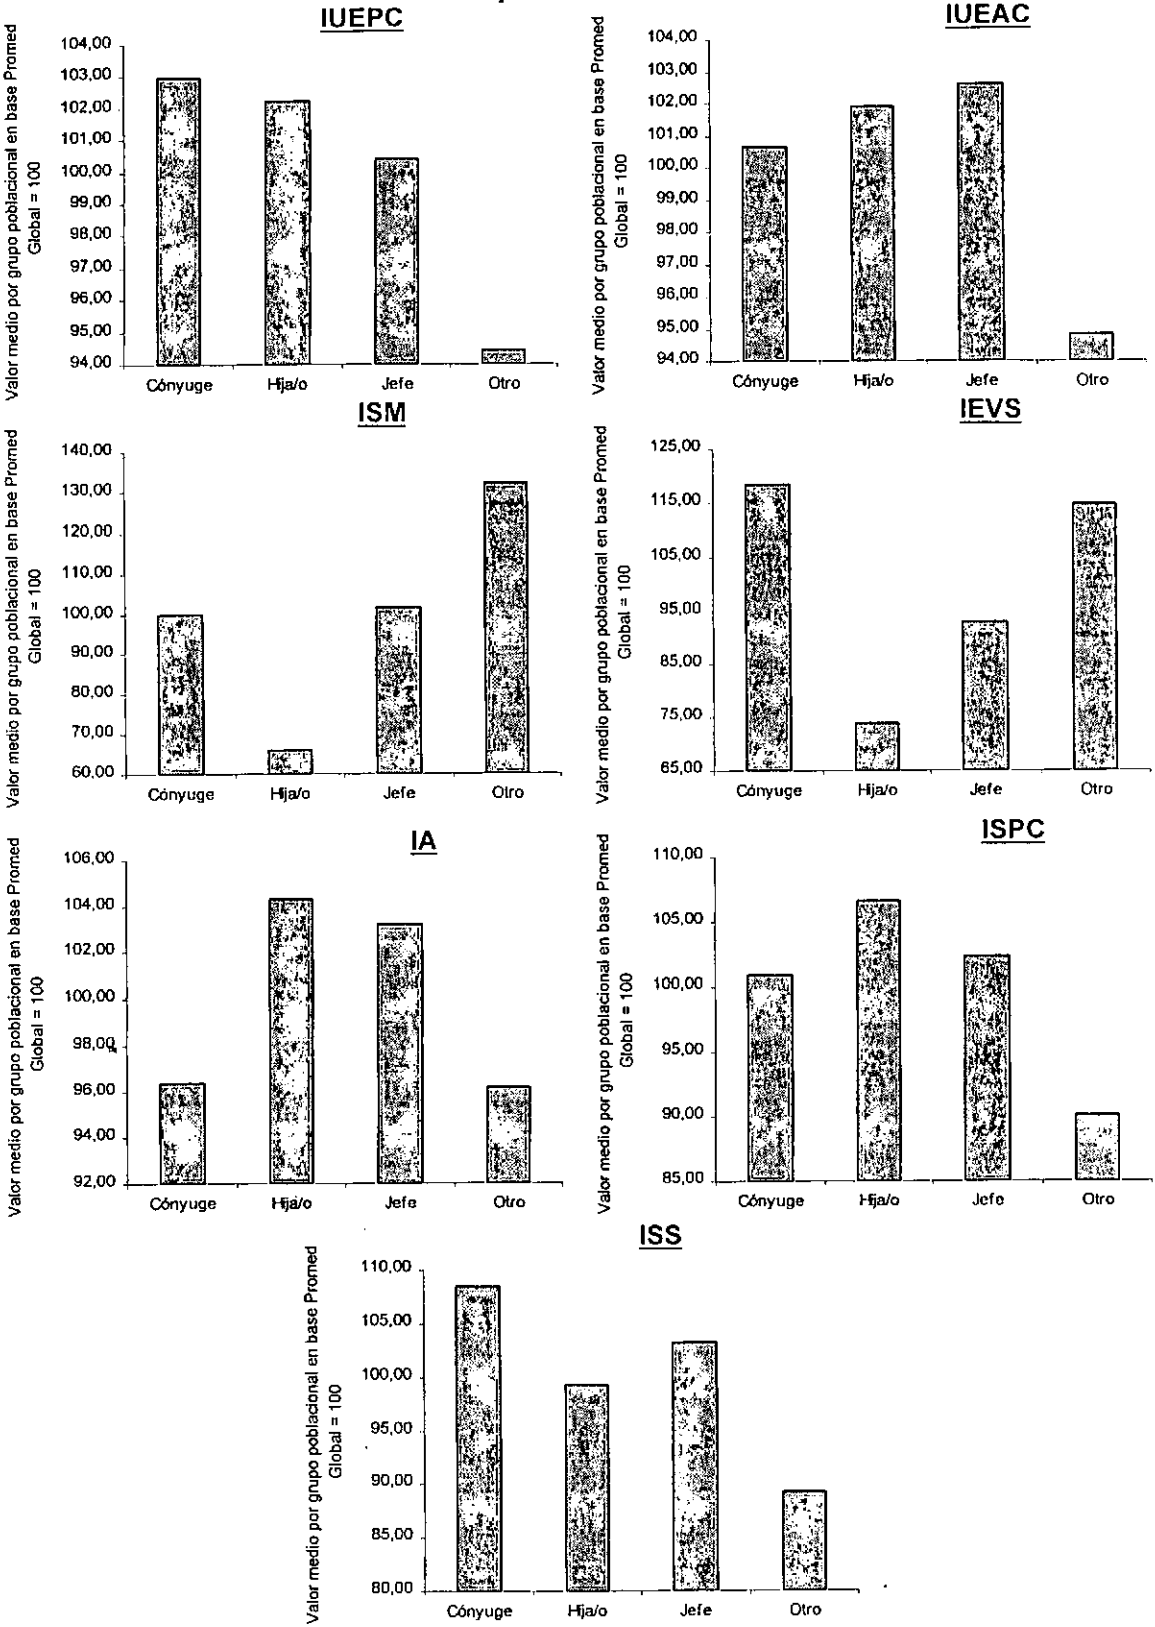 IUEPC
Valor medio por grupo poblacional en base Promed
Global = 100
104,00
103,00
102,00
101,00
100,00
99,00
98,00
97,00
96,00
95,00
94,00
Cónyuge Hija/o Jefe Otro
IUEAC
Valor medio por grupo poblacional en base Promed
Global = 100
104,00
103,00
102,00
101,00
100,00
99,00
98,00
97,00
96,00
95,00
94,00
Cónyuge Hija/o Jefe Otro
ISM
Valor medio por grupo poblacional en base Promed
Global = 100
140,00
130,00
120,00
110,00
100,00
90,00
80,00
70,00
60,00
Cónyuge Hija/o Jefe Otro
IEVS
Valor medio por grupo poblacional en base Promed
Global = 100
125,00
115,00
105,00
95,00
85,00
75,00
65,00
Cónyuge Hija/o Jefe Otro
IA
Valor medio por grupo poblacional en base Promed
Global = 100
106,00
104,00
102,00
100,00
98,00
96,00
94,00
92,00
Cónyuge Hija/o Jefe Otro
ISPC
Valor medio por grupo poblacional en base Promed
Global = 100
110,00
105,00
100,00
95,00
90,00
85,00
Cónyuge Hija/o Jefe Otro
ISS
Valor medio por grupo poblacional en base Promed
Global = 100
110,00
105,00
100,00
95,00
90,00
85,00
80,00
Cónyuge Hija/o Jefe Otro